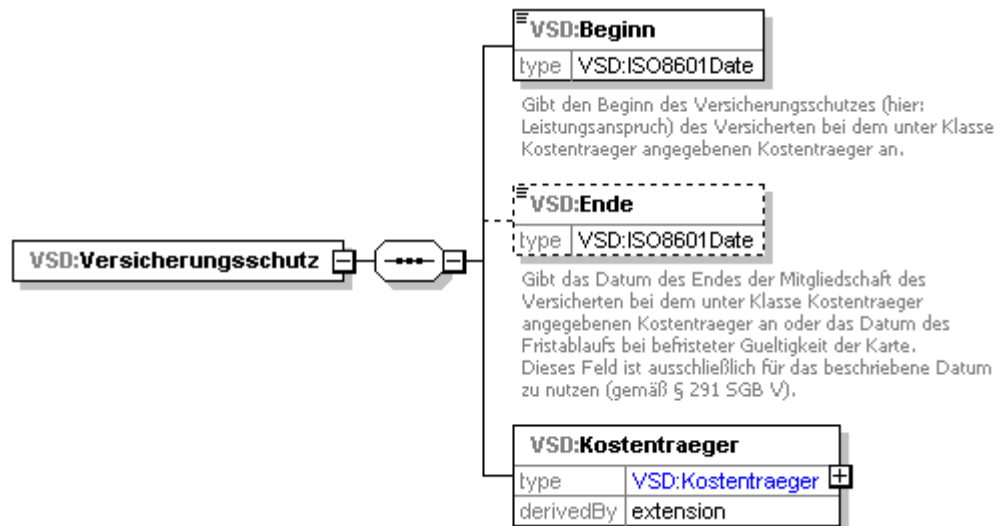 VSD:Beginn
type VSD:ISO8601Date
Gibt den Beginn des Versicherungsschutzes (hier:
Leistungsanspruch) des Versicherten bei dem unter Klasse
Kostentraeger angegebenen Kostentraeger an.
VSD:Ende
type VSD:ISO8601Date
VSD:Versicherungsschutz
Gibt das Datum des Endes der Mitgliedschaft des
Versicherten bei dem unter Klasse Kostentraeger
angegebenen Kostentraeger an oder das Datum des
Fristablaufs bei befristeter Gueltigkeit der Karte.
Dieses Feld ist ausschließlich für das beschriebene Datum
zu nutzen (gemäß § 291 SGB V).
VSD:Kostentraeger
type VSD:Kostentraeger
derivedBy extension